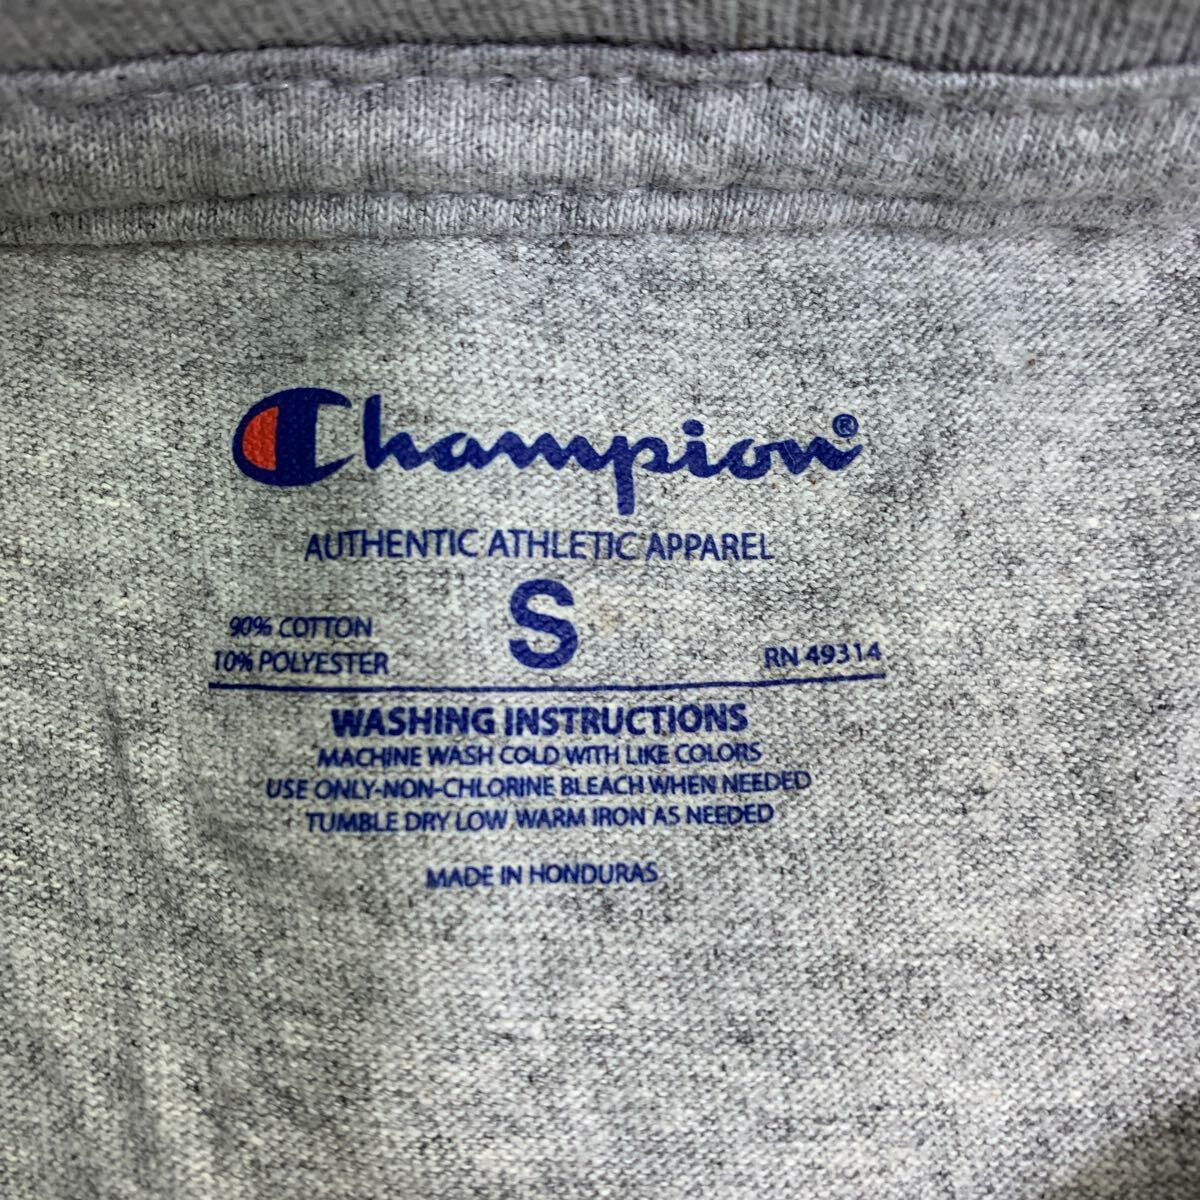 Champion®
AUTHENTIC ATHLETIC APPAREL
S
90% COTTON
10% POLYESTER
RN 49314
WASHING INSTRUCTIONS
MACHINE WASH COLD WITH LIKE COLORS
USE ONLY-NON-CHLORINE BLEACH WHEN NEEDED
TUMBLE DRY LOW WARM IRON AS NEEDED
MADE IN HONDURAS